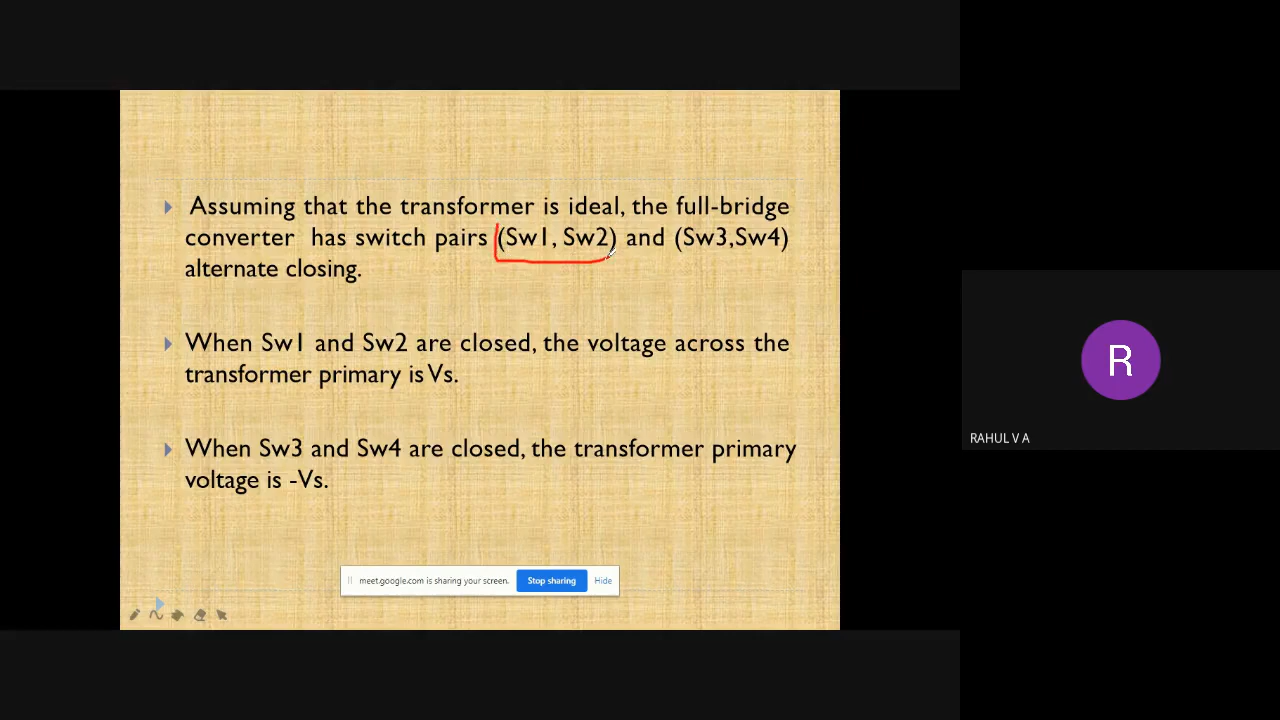 Assuming that the transformer is ideal, the full-bridge
converter has switch pairs (Sw1, Sw2) and (Sw3,Sw4)
alternate closing.
When Sw1 and Sw2 are closed, the voltage across the
transformer primary is Vs.
When Sw3 and Sw4 are closed, the transformer primary
voltage is -Vs.
meet.google.com is sharing your screen. Stop sharing Hide
R
RAHUL V A